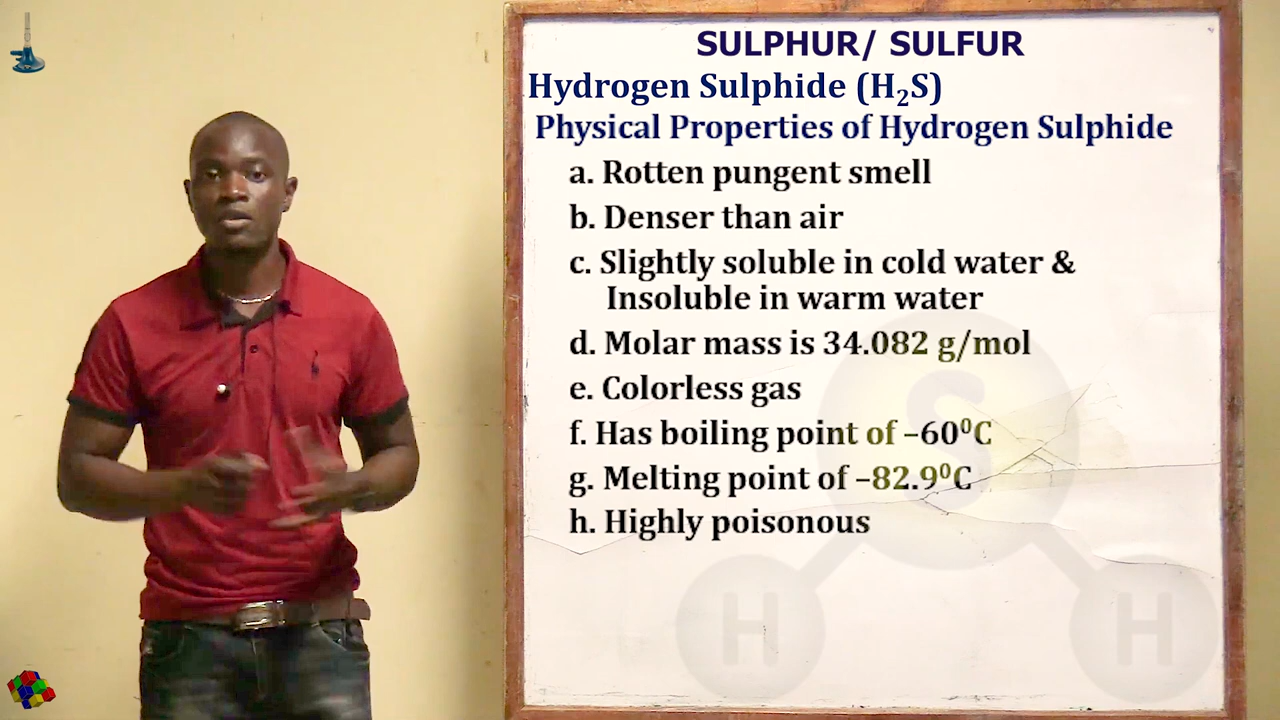 SULPHUR/ SULFUR
Hydrogen Sulphide (H₂S)
Physical Properties of Hydrogen Sulphide
a. Rotten pungent smell
b. Denser than air
c. Slightly soluble in cold water &
Insoluble in warm water
d. Molar mass is 34.082 g/mol
e. Colorless gas
f. Has boiling point of –60⁰C
g. Melting point of –82.9⁰C
h. Highly poisonous
S
H H